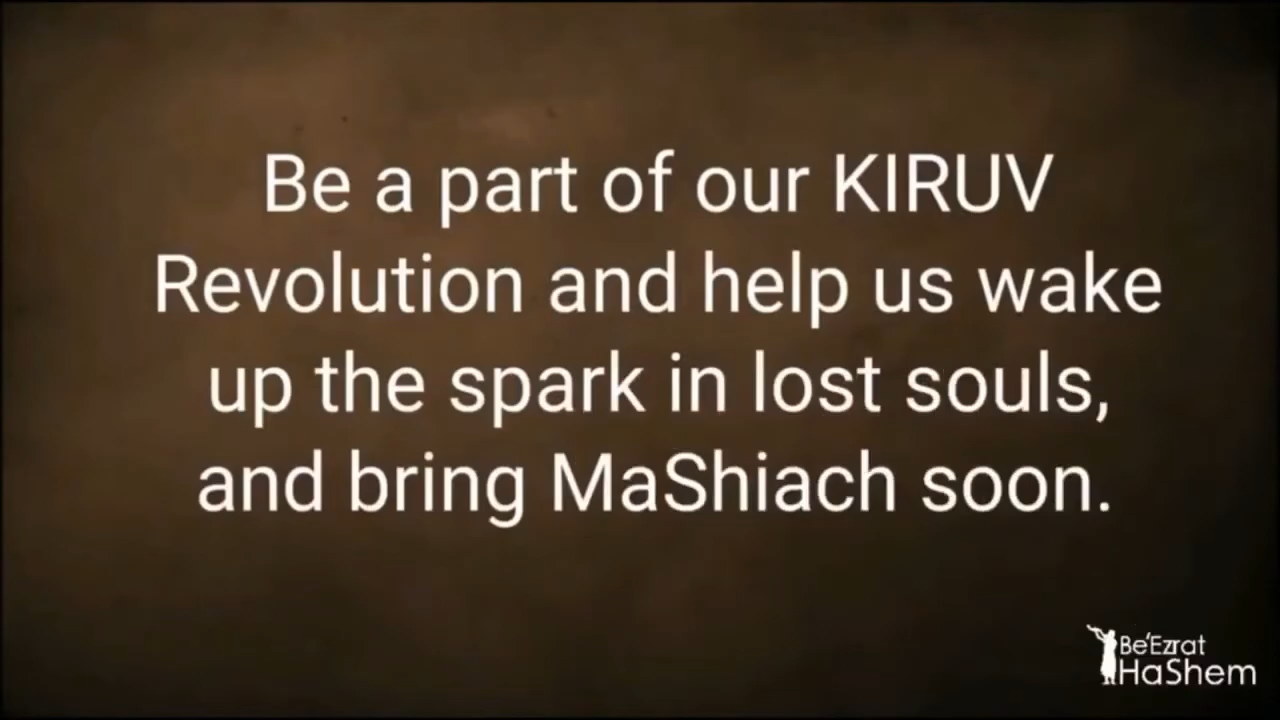 Be a part of our KIRUV
Revolution and help us wake
up the spark in lost souls,
and bring MaShiach soon.
Be'Ezrat
HaShem